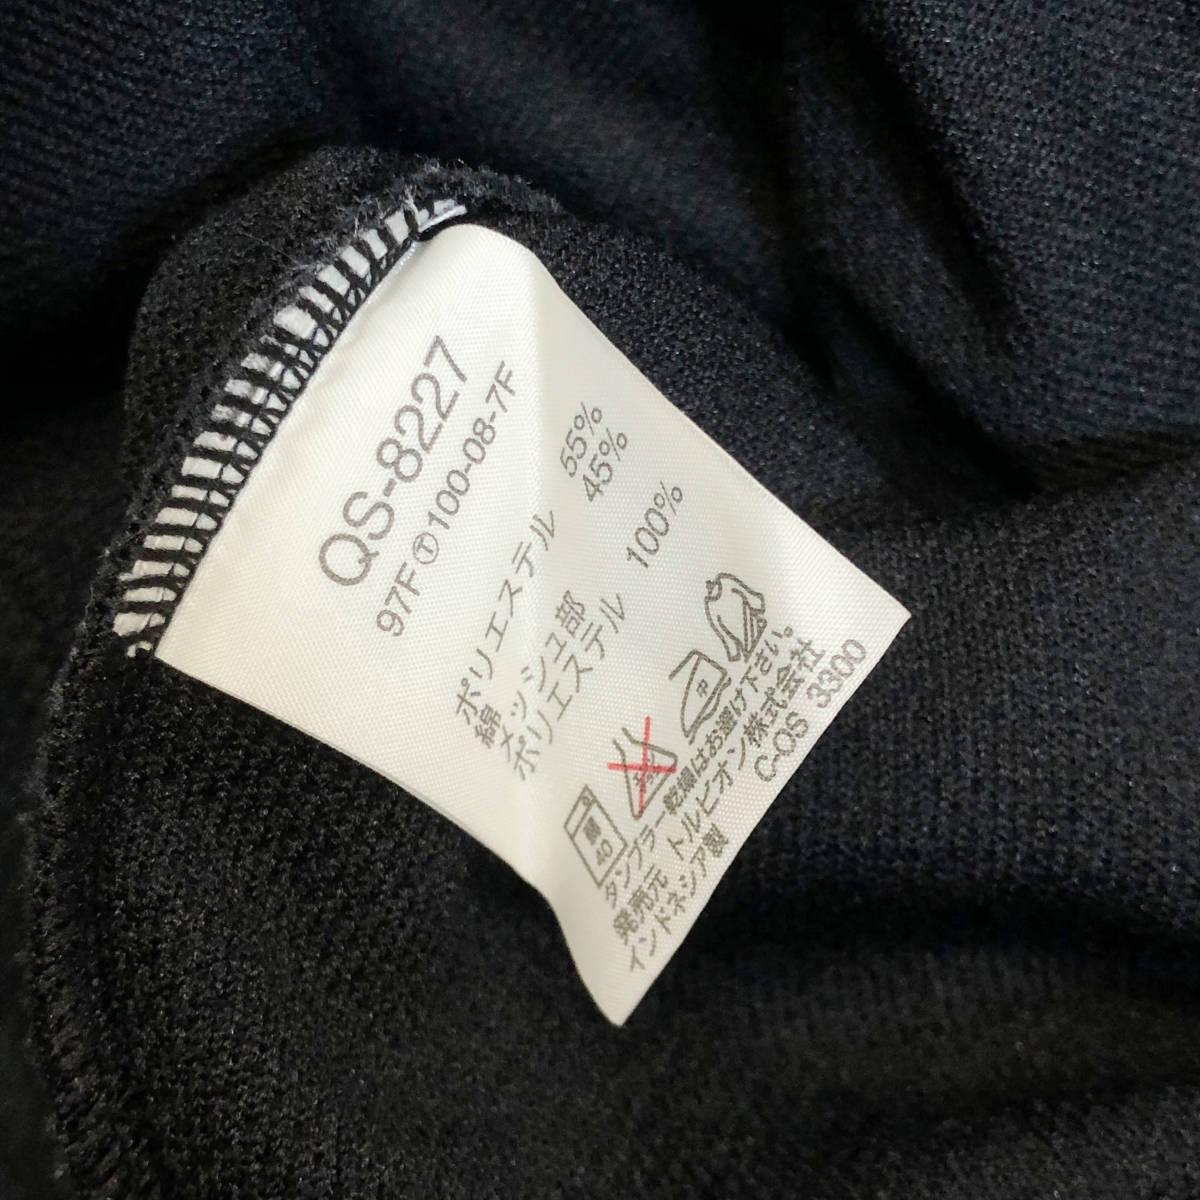 QS-8227
97FⓉ100-08-7F
ポリエステル 55%
綿 45%
メッシュ部
ポリエステル 100%
40
中
タンブラー乾燥はお避け下さい。
発売元 トルビオン株式会社
インドネシア製 C-OS 3300